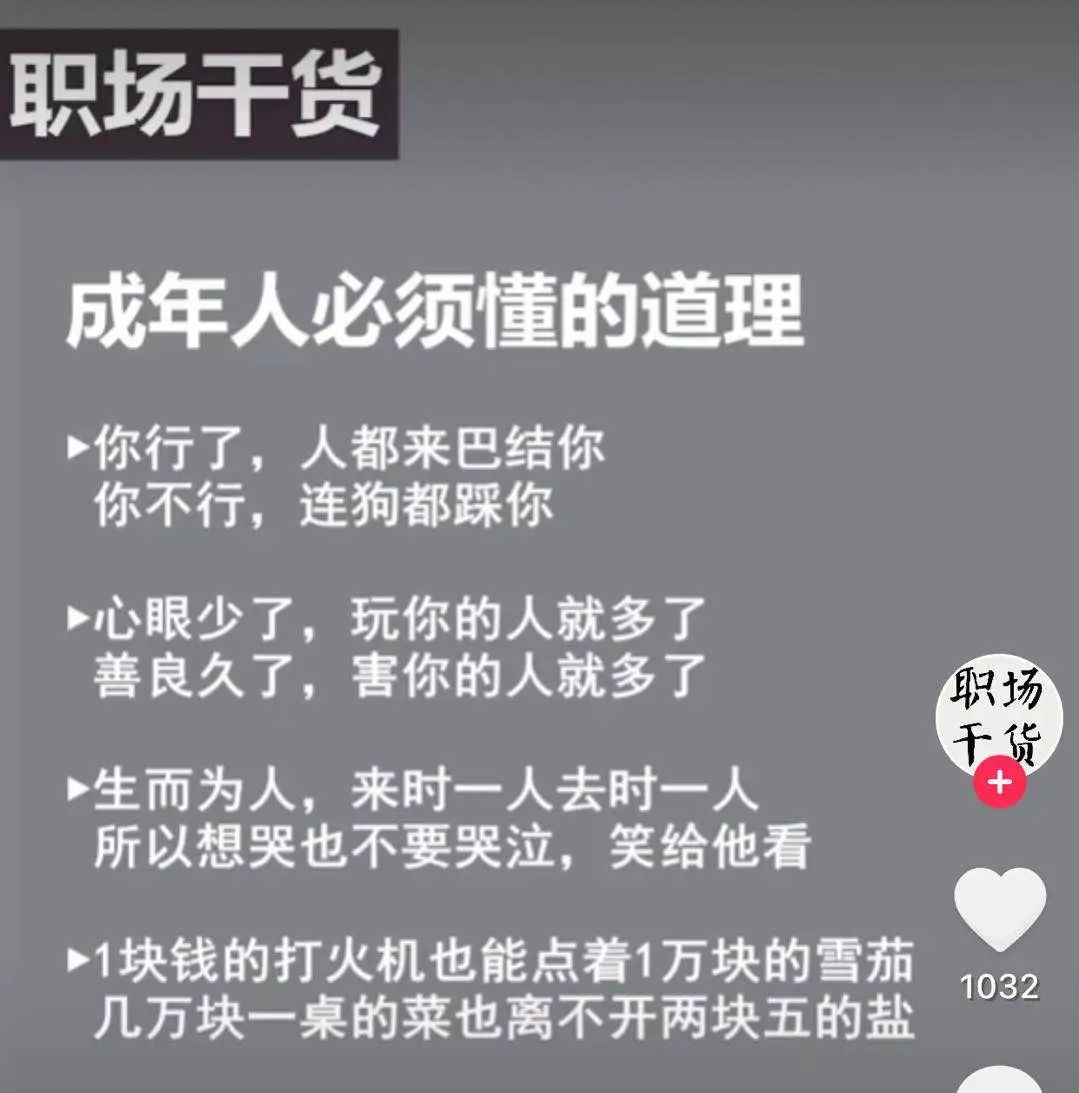 职场干货
成年人必须懂的道理
▸你行了，人都来巴结你
你不行，连狗都踩你
▸心眼少了，玩你的人就多了
善良久了，害你的人就多了
▸生而为人，来时一人去时一人
所以想哭也不要哭泣，笑给他看
▸1块钱的打火机也能点着1万块的雪茄
几万块一桌的菜也离不开两块五的盐
职场
干货
1032